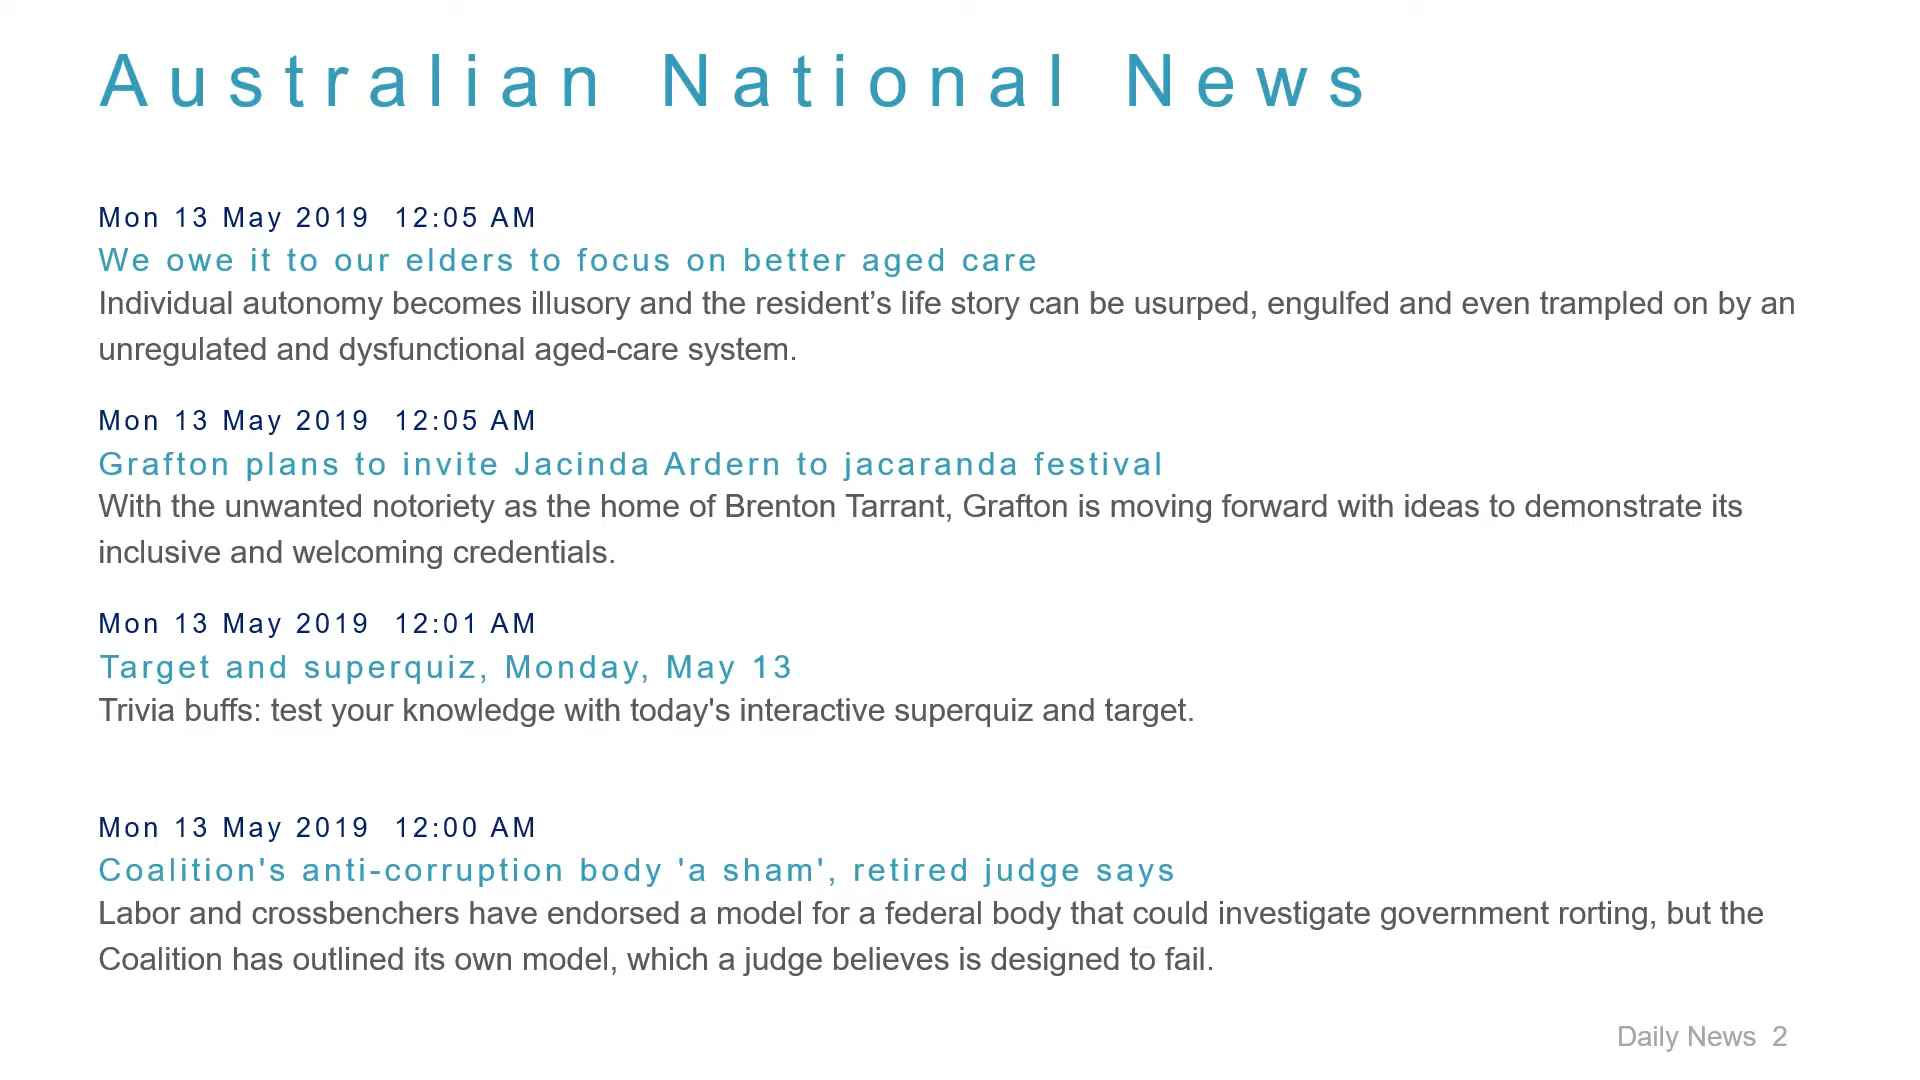 Australian National News
Mon 13 May 2019  12:05 AM
We owe it to our elders to focus on better aged care
Individual autonomy becomes illusory and the resident’s life story can be usurped, engulfed and even trampled on by an
unregulated and dysfunctional aged-care system.
Mon 13 May 2019  12:05 AM
Grafton plans to invite Jacinda Ardern to jacaranda festival
With the unwanted notoriety as the home of Brenton Tarrant, Grafton is moving forward with ideas to demonstrate its
inclusive and welcoming credentials.
Mon 13 May 2019  12:01 AM
Target and superquiz, Monday, May 13
Trivia buffs: test your knowledge with today's interactive superquiz and target.
Mon 13 May 2019  12:00 AM
Coalition's anti-corruption body 'a sham', retired judge says
Labor and crossbenchers have endorsed a model for a federal body that could investigate government rorting, but the
Coalition has outlined its own model, which a judge believes is designed to fail.
Daily News  2